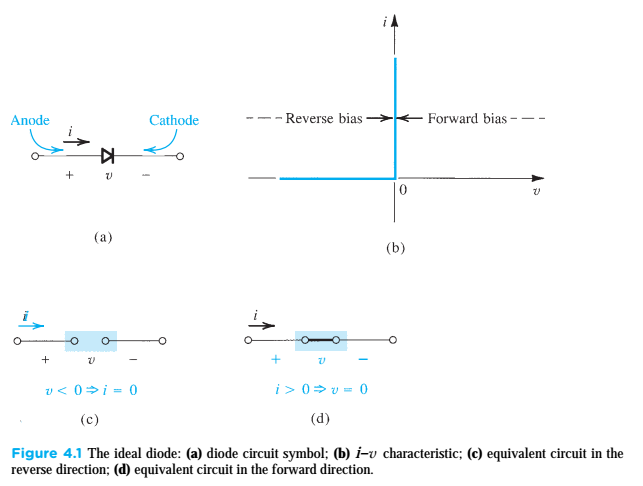 i
Reverse bias
Forward bias
0
v
(b)
Anode
Cathode
i
+ v −
(a)
i
+ v −
v < 0 ⇒ i = 0
(c)
i
+ v −
i > 0 ⇒ v = 0
(d)
Figure 4.1 The ideal diode: (a) diode circuit symbol; (b) i–v characteristic; (c) equivalent circuit in the
reverse direction; (d) equivalent circuit in the forward direction.